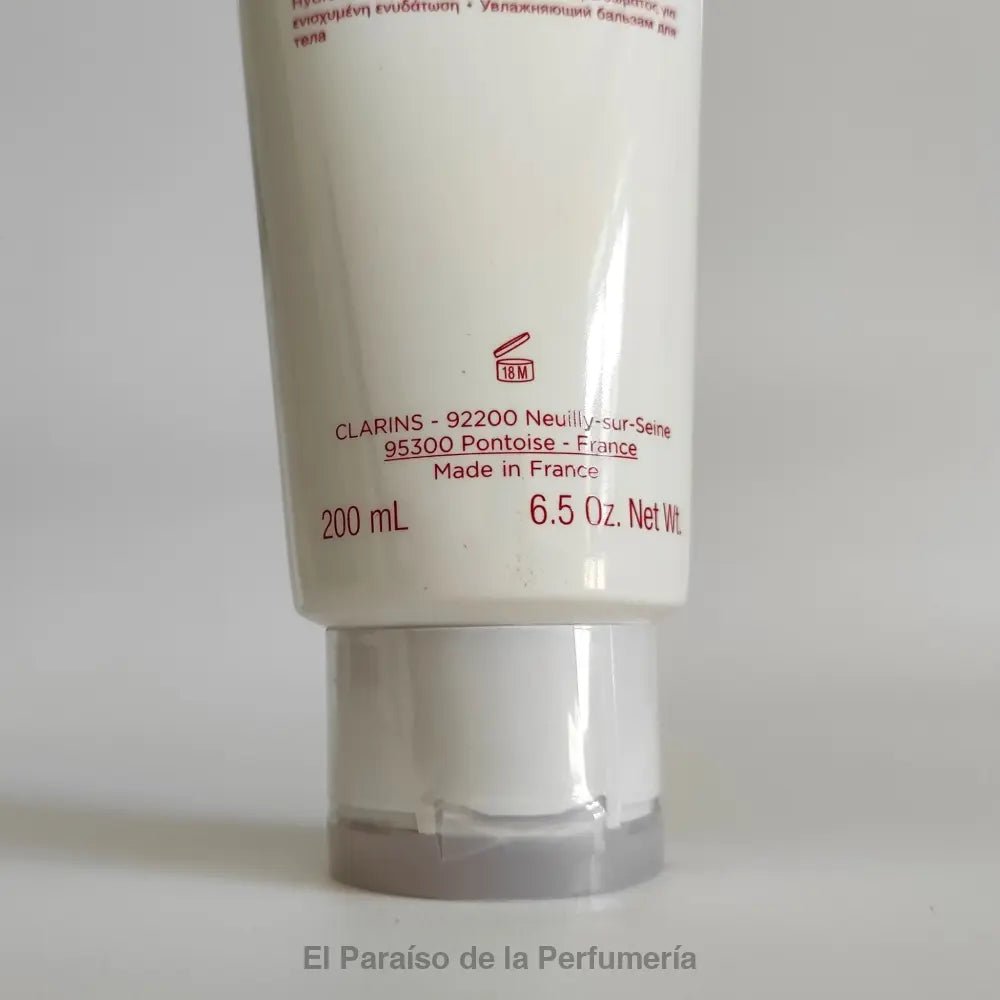 ενισχυμένη ενυδάτωση • Увлажняющий бальзам для
тела
18 M
CLARINS - 92200 Neuilly-sur-Seine
95300 Pontoise - France
Made in France
200 mL 6.5 Oz. Net Wt.
El Paraíso de la Perfumería